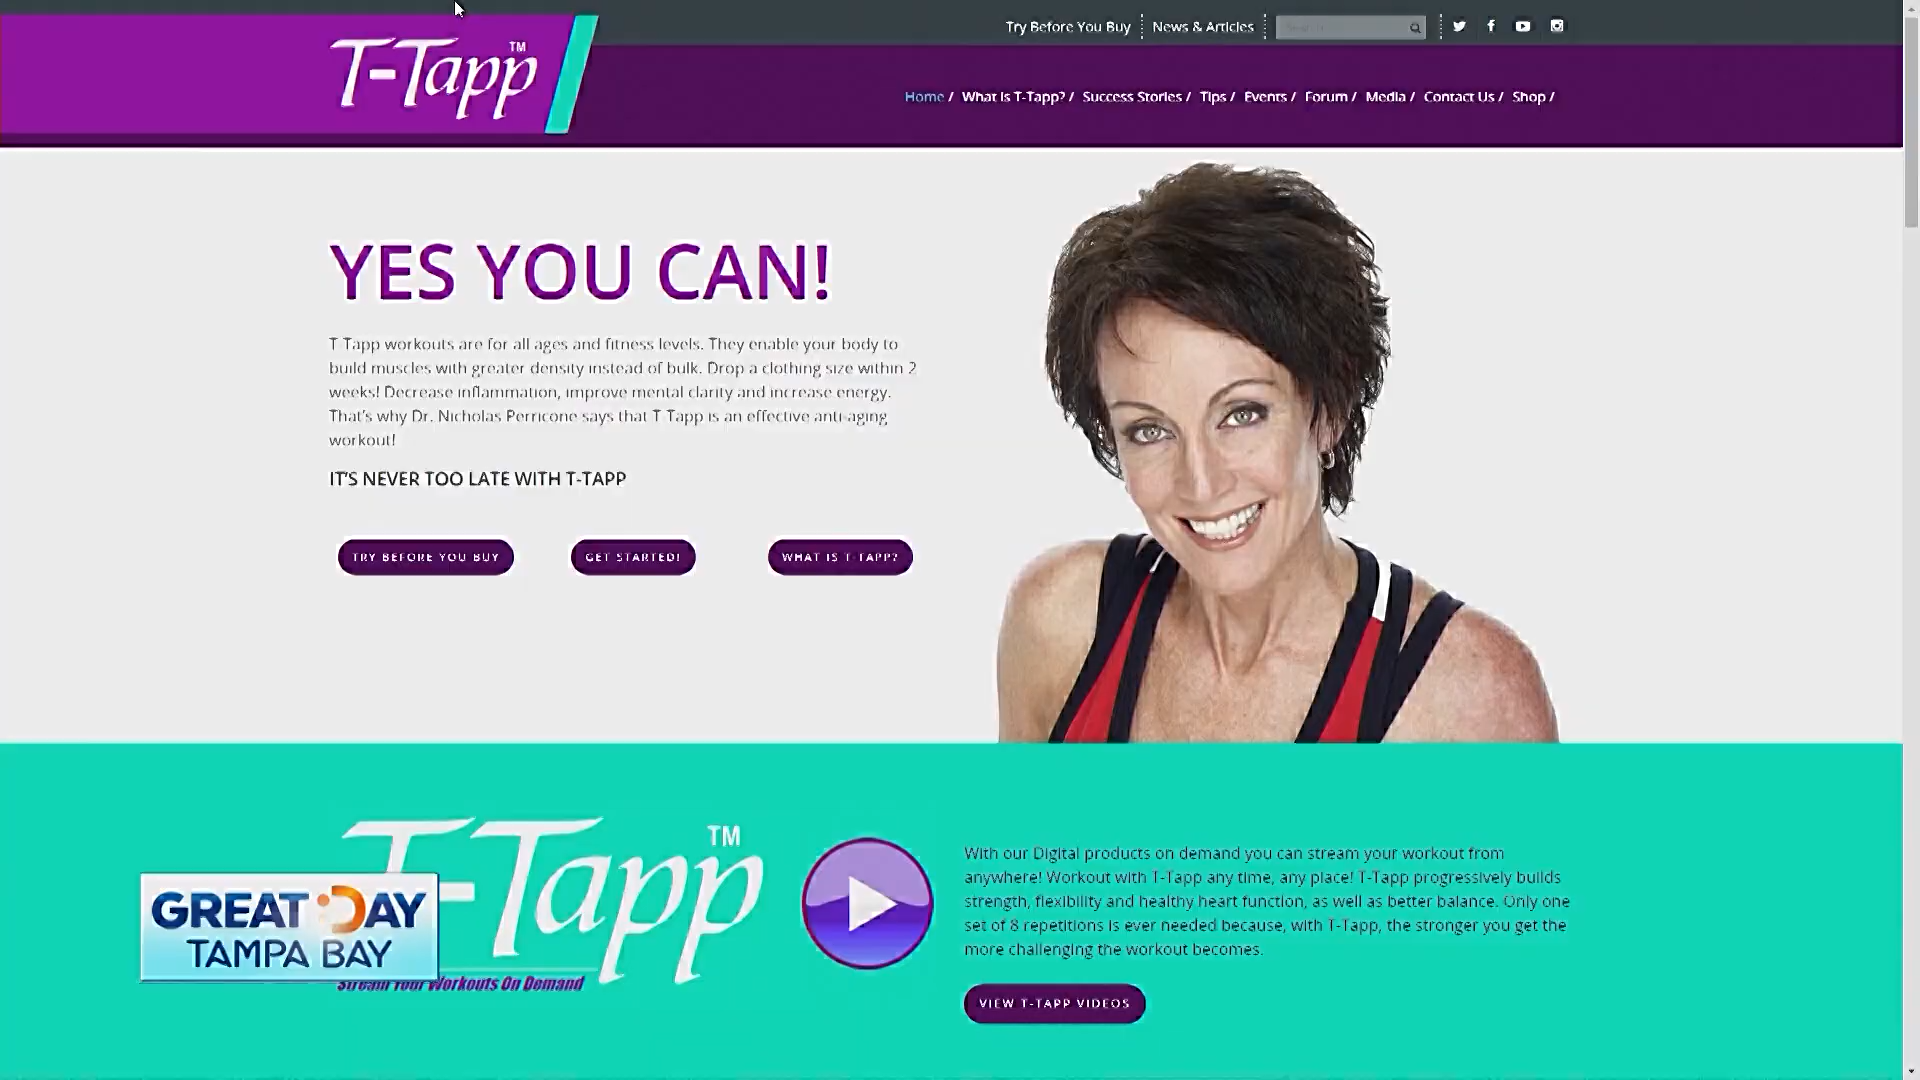 Try Before You Buy
News & Articles
T-Tapp™
Home / What is T-Tapp? / Success Stories / Tips / Events / Forum / Media / Contact Us / Shop /
YES YOU CAN!
T Tapp workouts are for all ages and fitness levels. They enable your body to
build muscles with greater density instead of bulk. Drop a clothing size within 2
weeks! Decrease inflammation, improve mental clarity and increase energy.
That's why Dr. Nicholas Perricone says that T Tapp is an effective anti-aging
workout!
IT'S NEVER TOO LATE WITH T-TAPP
TRY BEFORE YOU BUY
GET STARTED!
WHAT IS T-TAPP?
T-Tapp™
Stream Your Workouts On Demand
GREAT DAY
TAMPA BAY
With our Digital products on demand you can stream your workout from
anywhere! Workout with T-Tapp any time, any place! T-Tapp progressively builds
strength, flexibility and healthy heart function, as well as better balance. Only one
set of 8 repetitions is ever needed because, with T-Tapp, the stronger you get the
more challenging the workout becomes.
VIEW T-TAPP VIDEOS